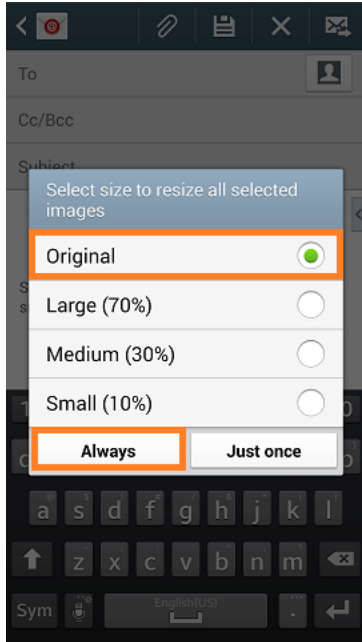 To
Cc/Bcc
Subject
Select size to resize all selected
images
Original
Large (70%)
Medium (30%)
Small (10%)
Always
Just once
a s d f g h j k l
z x c v b n m
Sym
English(US)
.